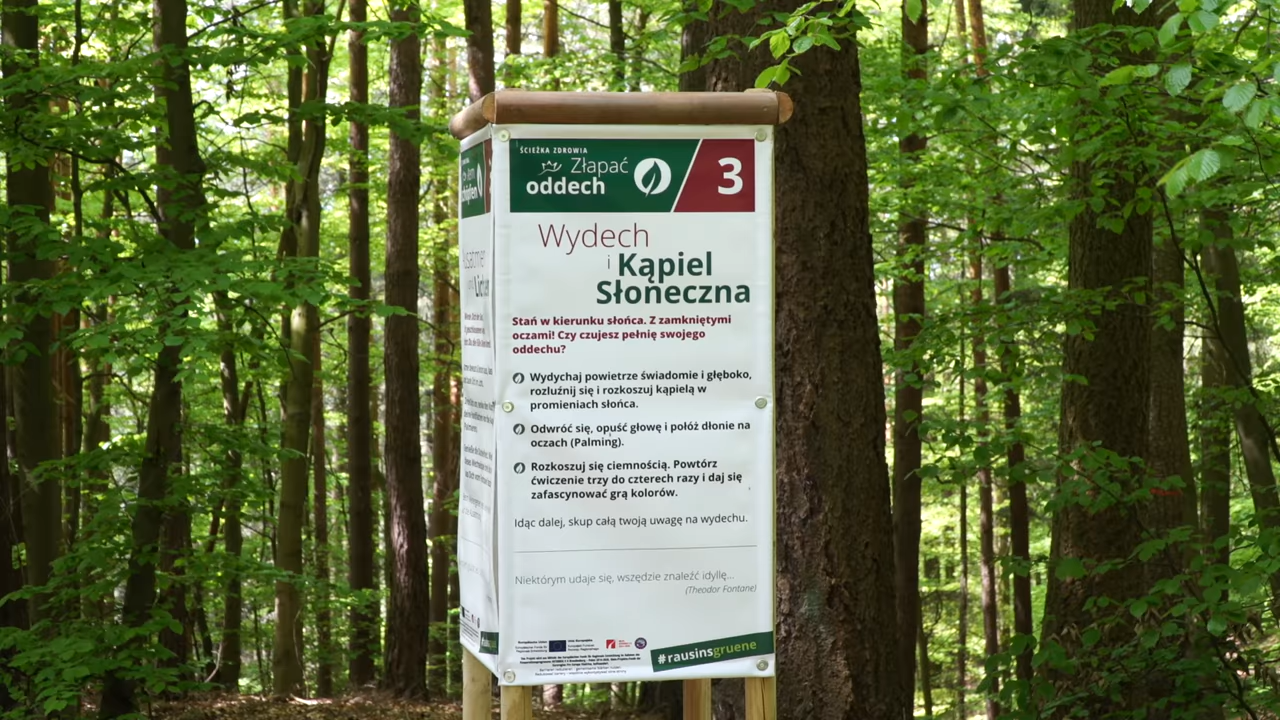 ŚCIEŻKA ZDROWIA
Złapać
oddech
3
Wydech
i Kąpiel
Słoneczna
Stań w kierunku słońca. Z zamkniętymi
oczami! Czy czujesz pełnię swojego
oddechu?
Wydychaj powietrze świadomie i głęboko,
rozluźnij się i rozkoszuj kąpielą w
promieniach słońca.
Odwróć się, opuść głowę i połóż dłonie na
oczach (Palming).
Rozkoszuj się ciemnością. Powtórz
ćwiczenie trzy do czterech razy i daj się
zafascynować grą kolorów.
Idąc dalej, skup całą twoją uwagę na wydechu.
Niektórym udaje się, wszędzie znaleźć idyllę...
(Theodor Fontane)
#rausinsgruene